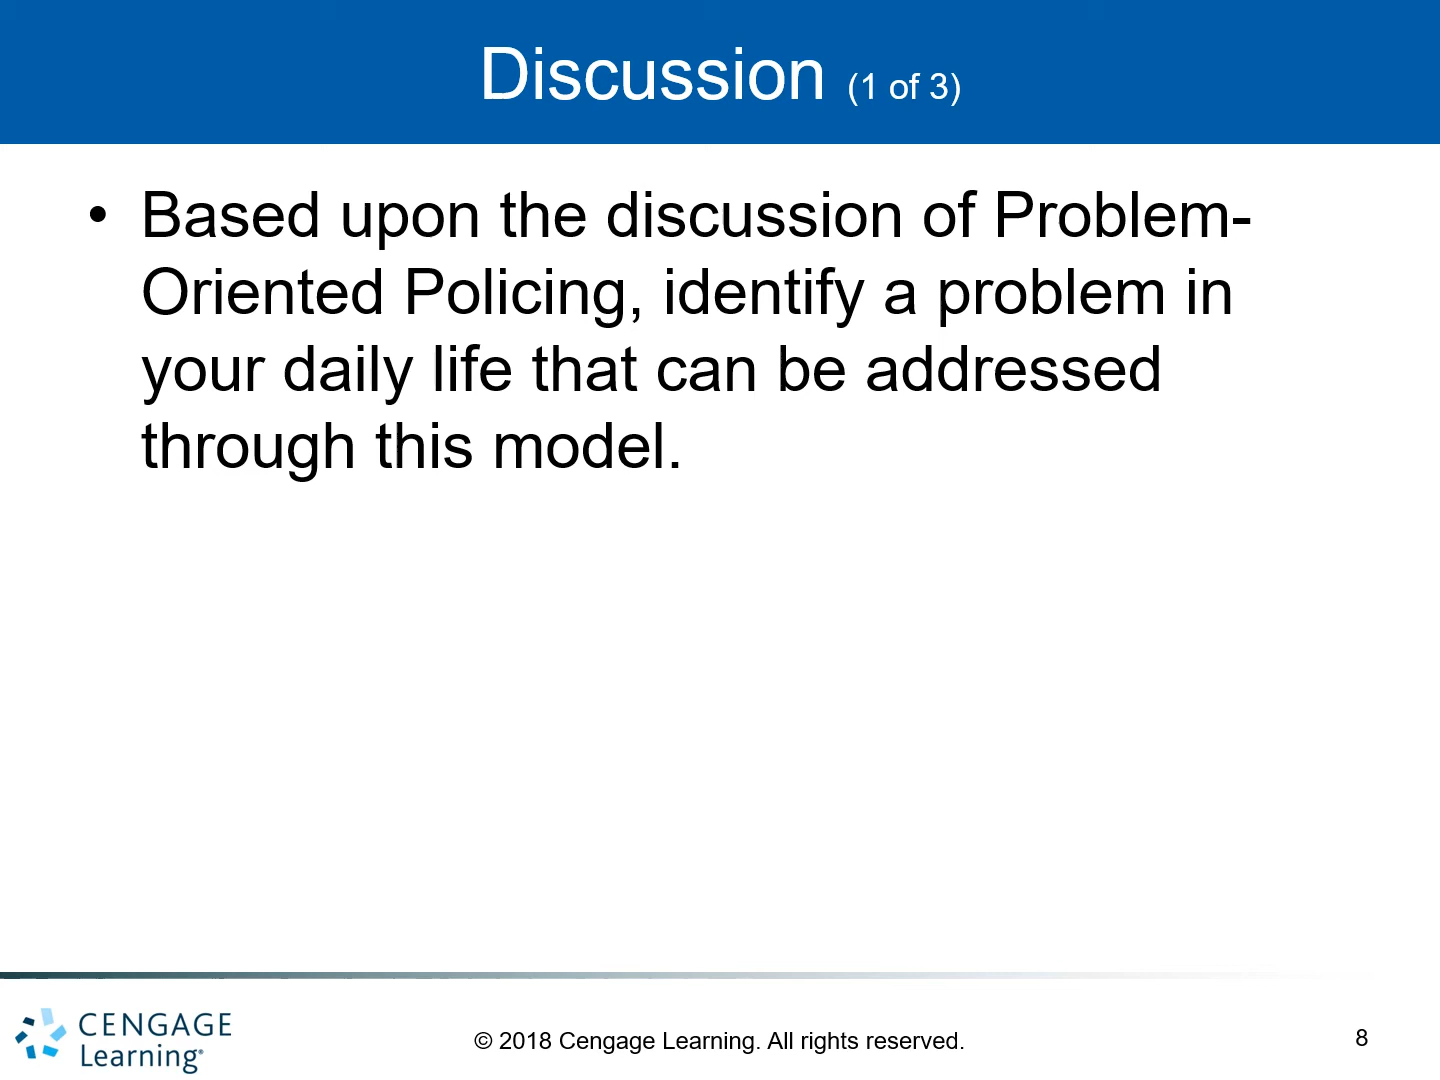 Discussion (1 of 3)
• Based upon the discussion of Problem-
Oriented Policing, identify a problem in
your daily life that can be addressed
through this model.
CENGAGE
Learning®
© 2018 Cengage Learning. All rights reserved.
8